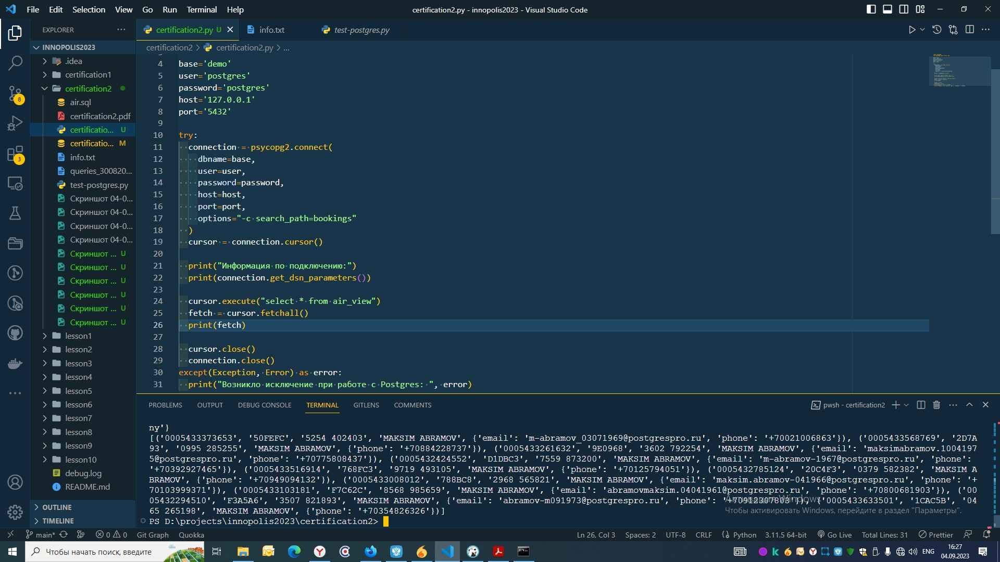 File Edit Selection View Go Run Terminal Help
certification2.py - innopolis2023 - Visual Studio Code
EXPLORER
certification2.py U
info.txt
test-postgres.py
INNOPOLIS2023
certification2 > certification2.py > ...
.idea
certification1
certification2
air.sql
certification2.pdf
certificatio... U
certificatio... M
info.txt
queries_300820...
test-postgres.py
Скриншот 04-0...
Скриншот 04-0...
Скриншот 04-0...
Скриншот 04-0...
Скриншот ... U
Скриншот ... U
Скриншот ... U
Скриншот ... U
Скриншот ... U
Скриншот ... U
lesson1
lesson2
lesson3
lesson4
lesson5
lesson6
lesson7
lesson8
lesson9
lesson10
debug.log
README.md
OUTLINE
TIMELINE
8
3
4 base='demo'
5 user='postgres'
6 password='postgres'
7 host='127.0.0.1'
8 port='5432'
9
10 try:
11 connection = psycopg2.connect(
12 dbname=base,
13 user=user,
14 password=password,
15 host=host,
16 port=port,
17 options="-c search_path=bookings"
18 )
19 cursor = connection.cursor()
20
21 print("Информация по подключению:")
22 print(connection.get_dsn_parameters())
23
24 cursor.execute("select * from air_view")
25 fetch = cursor.fetchall()
26 print(fetch)
27
28 cursor.close()
29 connection.close()
30 except(Exception, Error) as error:
31 print("Возникло исключение при работе с Postgres: ", error)
PROBLEMS OUTPUT DEBUG CONSOLE TERMINAL GITLENS COMMENTS
pwsh - certification2
ny'}
[('0005433373653', '50FEFC', '5254 402403', 'MAKSIM ABRAMOV', {'email': 'm-abramov_03071969@postgrespro.ru', 'phone': '+70021006863'}), ('0005433568769', '2D7A
93', '0995 285255', 'MAKSIM ABRAMOV', {'phone': '+70884228737'}), ('0005433261632', '9E0968', '3602 792254', 'MAKSIM ABRAMOV', {'email': 'maksimabramov.1004197
5@postgrespro.ru', 'phone': '+70775808437'}), ('0005432424552', 'D1DBC3', '7559 873200', 'MAKSIM ABRAMOV', {'email': 'm-abramov-1967@postgrespro.ru', 'phone':
'+70392927465'}), ('0005433516914', '768FC3', '9719 493105', 'MAKSIM ABRAMOV', {'phone': '+70125794051'}), ('0005432785124', '20C4F3', '0379 582382', 'MAKSIM A
BRAMOV', {'phone': '+70949094132'}), ('0005433008012', '788BC8', '2968 565821', 'MAKSIM ABRAMOV', {'email': 'maksim.abramov-041966@postgrespro.ru', 'phone': '+
70103999371'}), ('0005433103181', 'F7C62C', '8568 985659', 'MAKSIM ABRAMOV', {'email': 'abramovmaksim.04041961@postgrespro.ru', 'phone': '+70800681903'}), ('00
05432294510', 'F3A5A6', '3507 821893', 'MAKSIM ABRAMOV', {'email': 'abramov-m091973@postgrespro.ru', 'phone': '+70912307803'}), ('0005433633501', '1CAC5B', '04
65 265198', 'MAKSIM ABRAMOV', {'phone': '+70354826326'})]
PS D:\projects\innopolis2023\certification2>
Активация Windows
Чтобы активировать Windows, перейдите в раздел "Параметры".
main* 0 0 Git Graph Quokka
Ln 26, Col 3 Spaces: 2 UTF-8 CRLF Python 3.11.5 64-bit Go Live Total Lines: 31 Prettier
Чтобы начать поиск, введите
ENG
16:27
04.09.2023